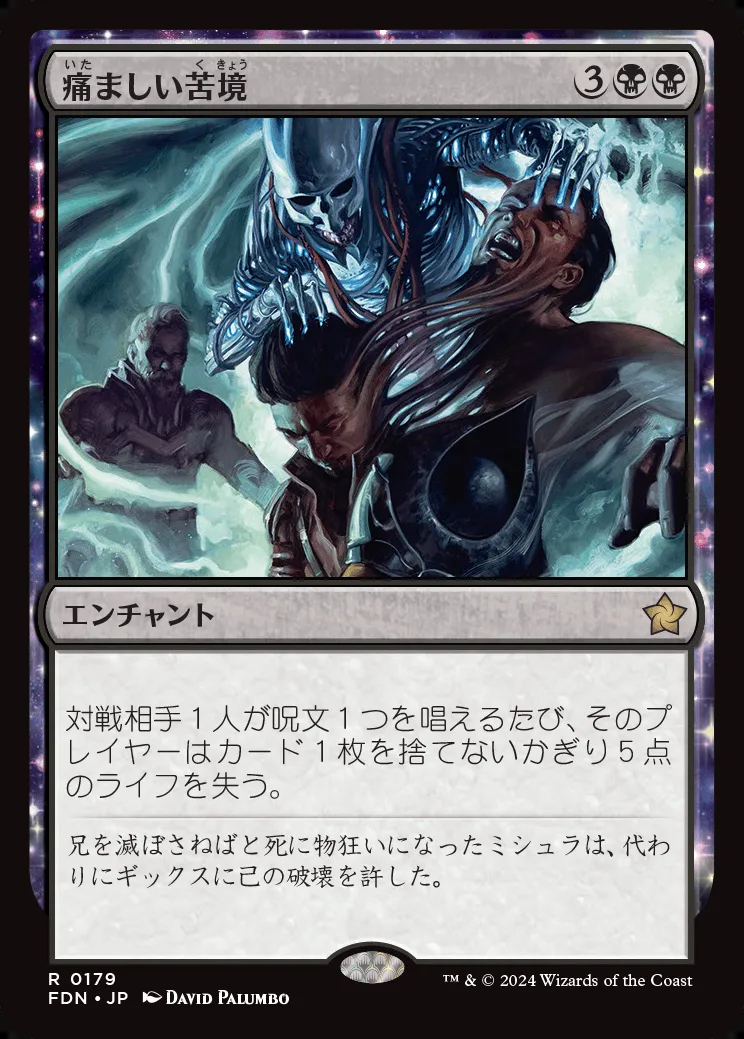 痛ましい苦境
いた く きょう
3
エンチャント
対戦相手1人が呪文1つを唱えるたび、そのプ
レイヤーはカード1枚を捨てないかぎり5点
のライフを失う。
兄を滅ぼさねばと死に物狂いになったミシュラは、代わ
りにギックスに己の破壊を許した。
R 0179
FDN • JP DAVID PALUMBO
™ & © 2024 Wizards of the Coast